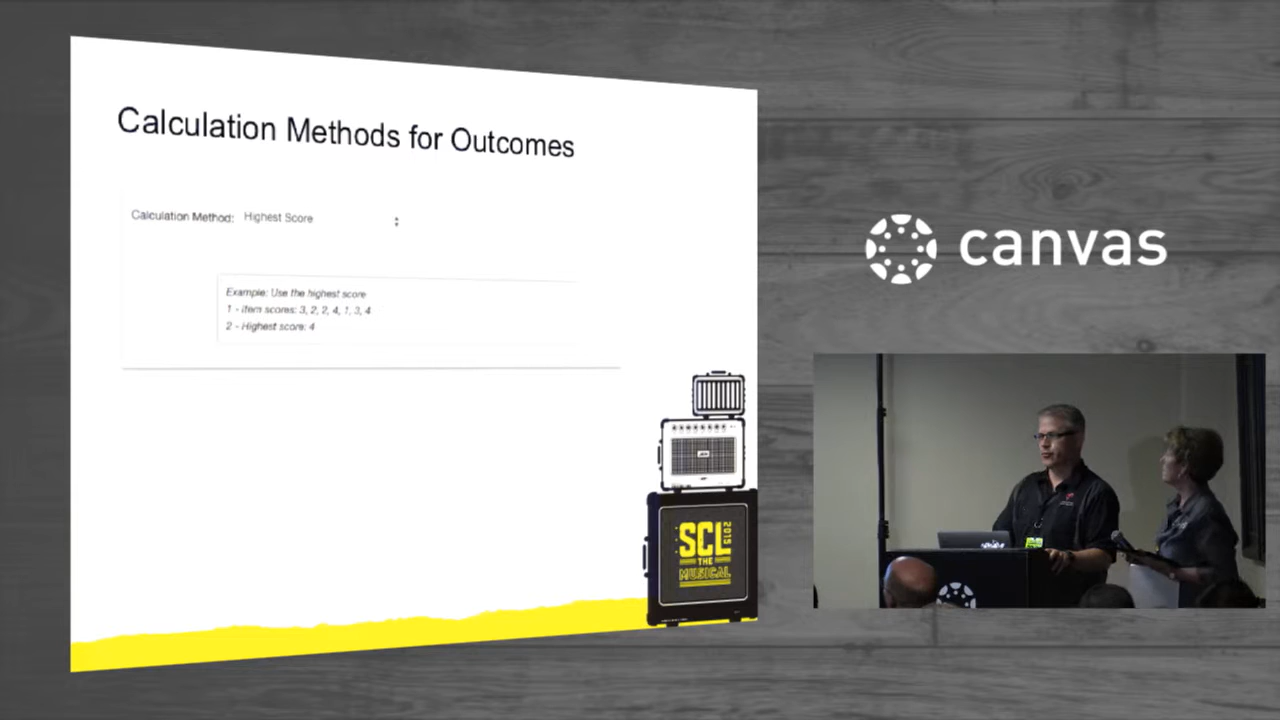 Calculation Methods for Outcomes
Calculation Method: Highest Score
Example: Use the highest score
1 - Item scores: 3, 2, 2, 4, 1, 3, 4
2 - Highest score: 4
SCL 2015
THE
MUSICAL
canvas